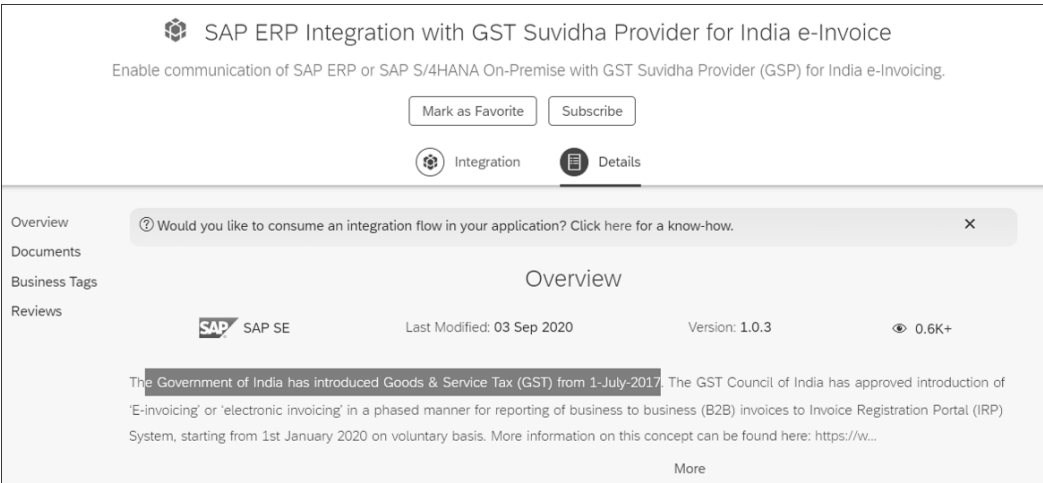 SAP ERP Integration with GST Suvidha Provider for India e-Invoice
Enable communication of SAP ERP or SAP S/4HANA On-Premise with GST Suvidha Provider (GSP) for India e-Invoicing.
Mark as Favorite Subscribe
Integration Details
Overview
Documents
Business Tags
Reviews
Would you like to consume an integration flow in your application? Click here for a know-how.
Overview
SAP SAP SE Last Modified: 03 Sep 2020 Version: 1.0.3 0.6K+
The Government of India has introduced Goods & Service Tax (GST) from 1-July-2017. The GST Council of India has approved introduction of
'E-invoicing' or 'electronic invoicing' in a phased manner for reporting of business to business (B2B) invoices to Invoice Registration Portal (IRP)
System, starting from 1st January 2020 on voluntary basis. More information on this concept can be found here: https://w...
More